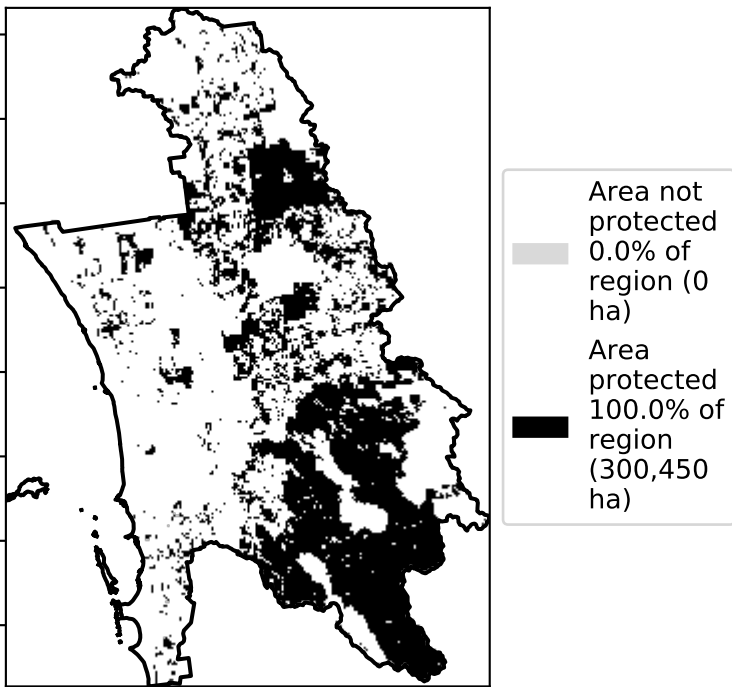 Area not
protected
0.0% of
region (0
ha)
Area
protected
100.0% of
region
(300,450
ha)